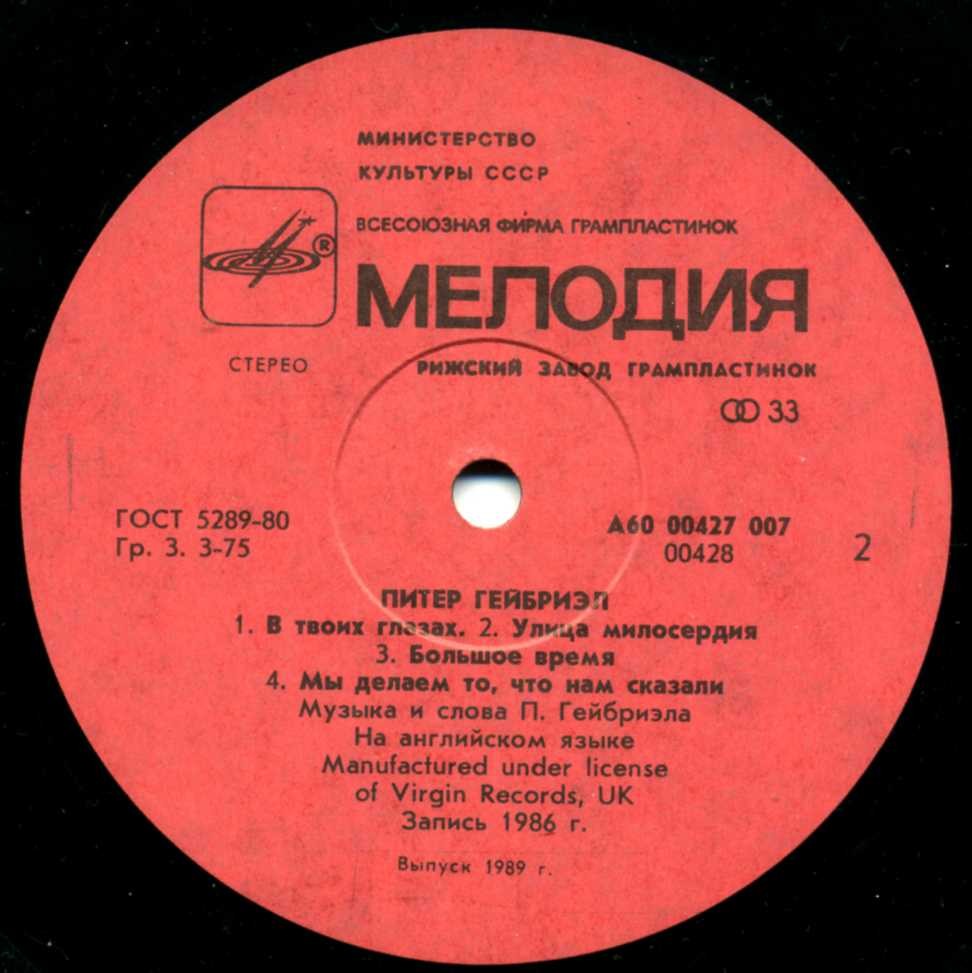 МИНИСТЕРСТВО
КУЛЬТУРЫ СССР
ВСЕСОЮЗНАЯ ФИРМА ГРАМПЛАСТИНОК
®
МЕЛОДИЯ
СТЕРЕО
РИЖСКИЙ ЗАВОД ГРАМПЛАСТИНОК
33
ГОСТ 5289-80
Гр. 3. 3-75
А60 00427 007
00428
2
ПИТЕР ГЕЙБРИЭЛ
1. В твоих глазах. 2. Улица милосердия
3. Большое время
4. Мы делаем то, что нам сказали
Музыка и слова П. Гейбриэла
На английском языке
Manufactured under license
of Virgin Records, UK
Запись 1986 г.
Выпуск 1989 г.